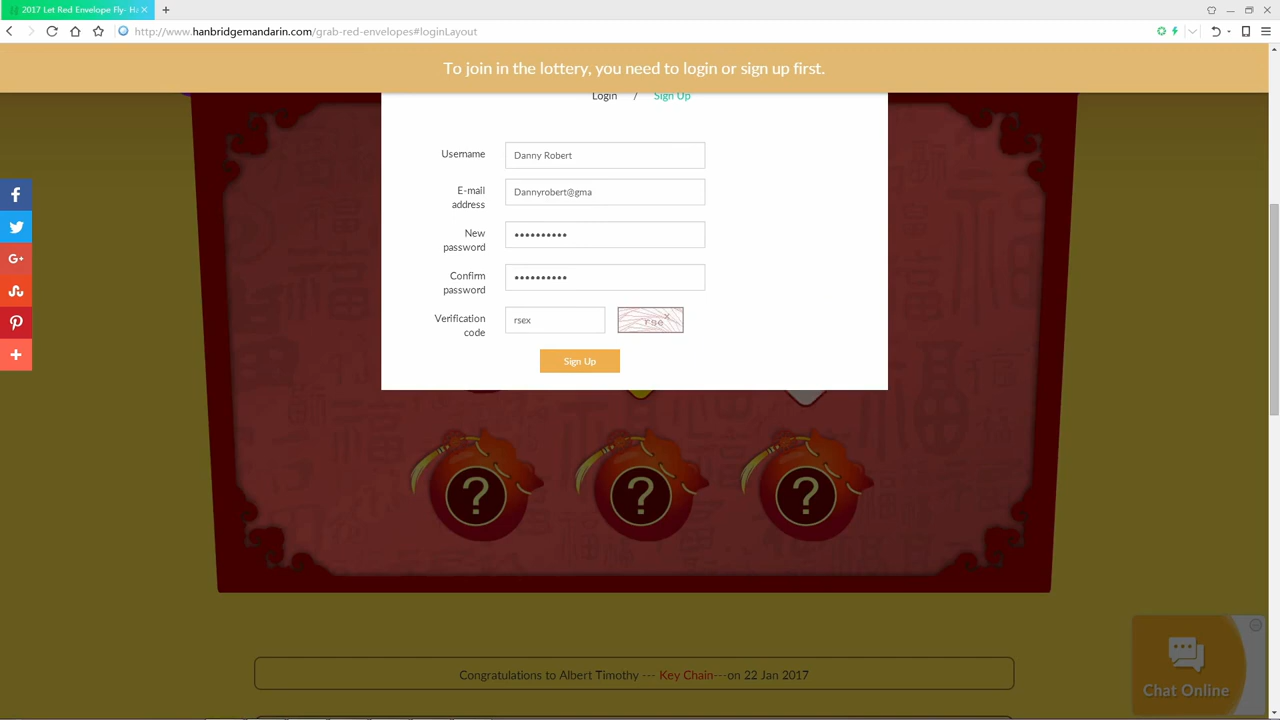 2017 Let Red Envelope Fly- Ha
http://www.hanbridgemandarin.com/grab-red-envelopes#loginLayout
To join in the lottery, you need to login or sign up first.
Login / Sign Up
Username
Danny Robert
E-mail
address
Dannyrobert@gma
New
password
••••••••••
Confirm
password
••••••••••
Verification
code
rsex
rsex
Sign Up
? ? ?
Congratulations to Albert Timothy --- Key Chain---on 22 Jan 2017
Chat Online